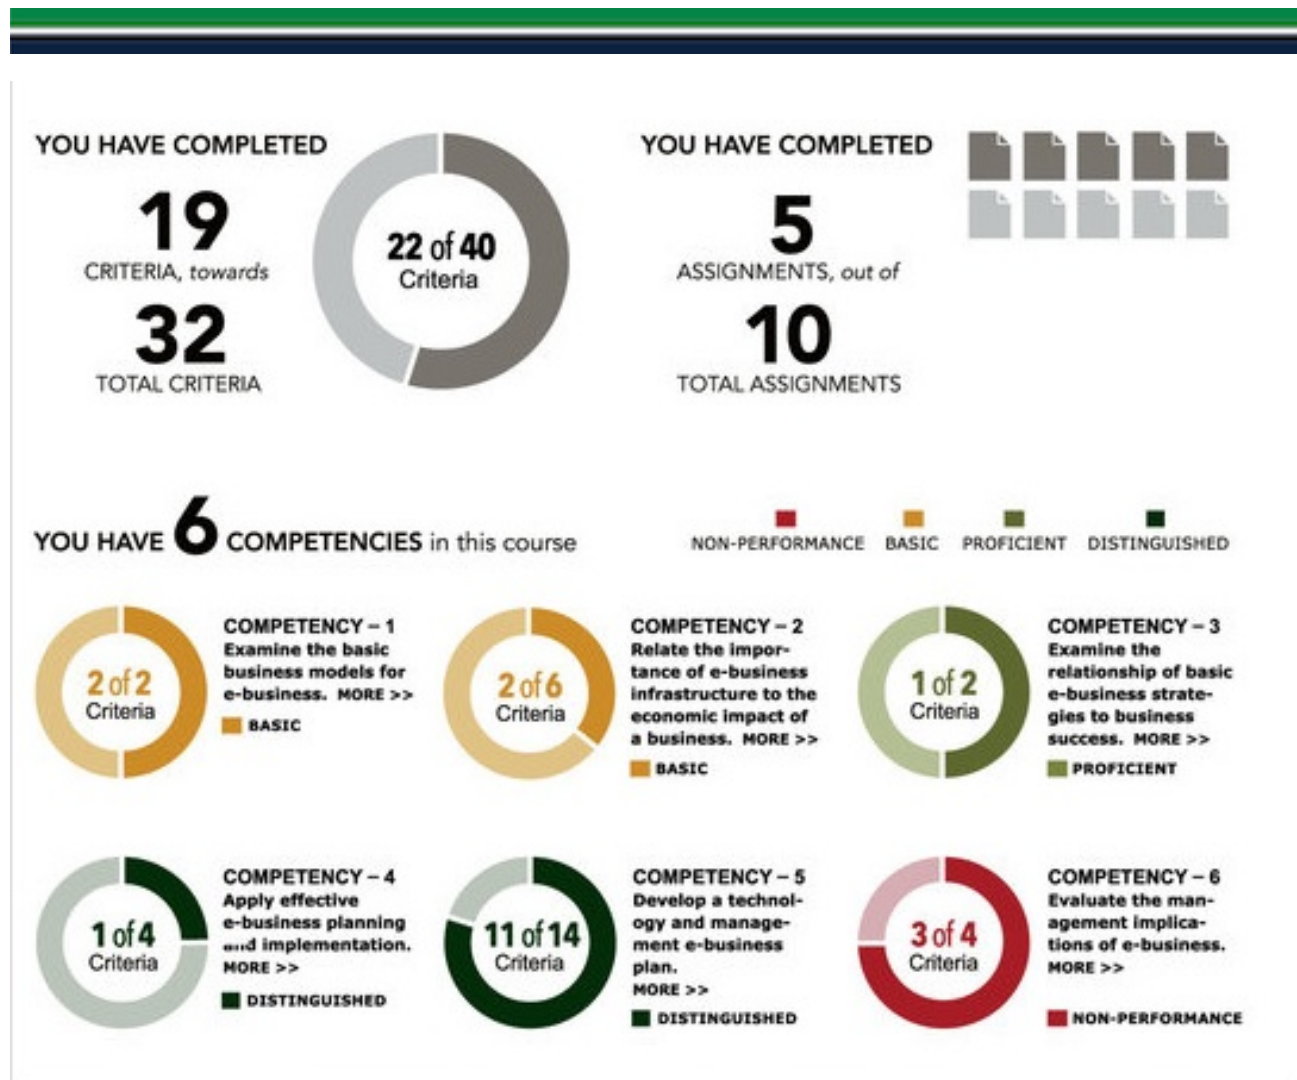 YOU HAVE COMPLETED
19
CRITERIA, towards
32
TOTAL CRITERIA
22 of 40
Criteria
YOU HAVE COMPLETED
5
ASSIGNMENTS, out of
10
TOTAL ASSIGNMENTS
YOU HAVE 6 COMPETENCIES in this course
NON-PERFORMANCE BASIC PROFICIENT DISTINGUISHED
2 of 2
Criteria
COMPETENCY – 1
Examine the basic
business models for
e-business. MORE >>
BASIC
2 of 6
Criteria
COMPETENCY – 2
Relate the impor-
tance of e-business
infrastructure to the
economic impact of
a business. MORE >>
BASIC
1 of 2
Criteria
COMPETENCY – 3
Examine the
relationship of basic
e-business strate-
gies to business
success. MORE >>
PROFICIENT
1 of 4
Criteria
COMPETENCY – 4
Apply effective
e-business planning
implementation.
MORE >>
DISTINGUISHED
11 of 14
Criteria
COMPETENCY – 5
Develop a technol-
ogy and manage-
ment e-business
plan.
MORE >>
DISTINGUISHED
3 of 4
Criteria
COMPETENCY – 6
Evaluate the man-
agement implica-
tions of e-business.
MORE >>
NON-PERFORMANCE